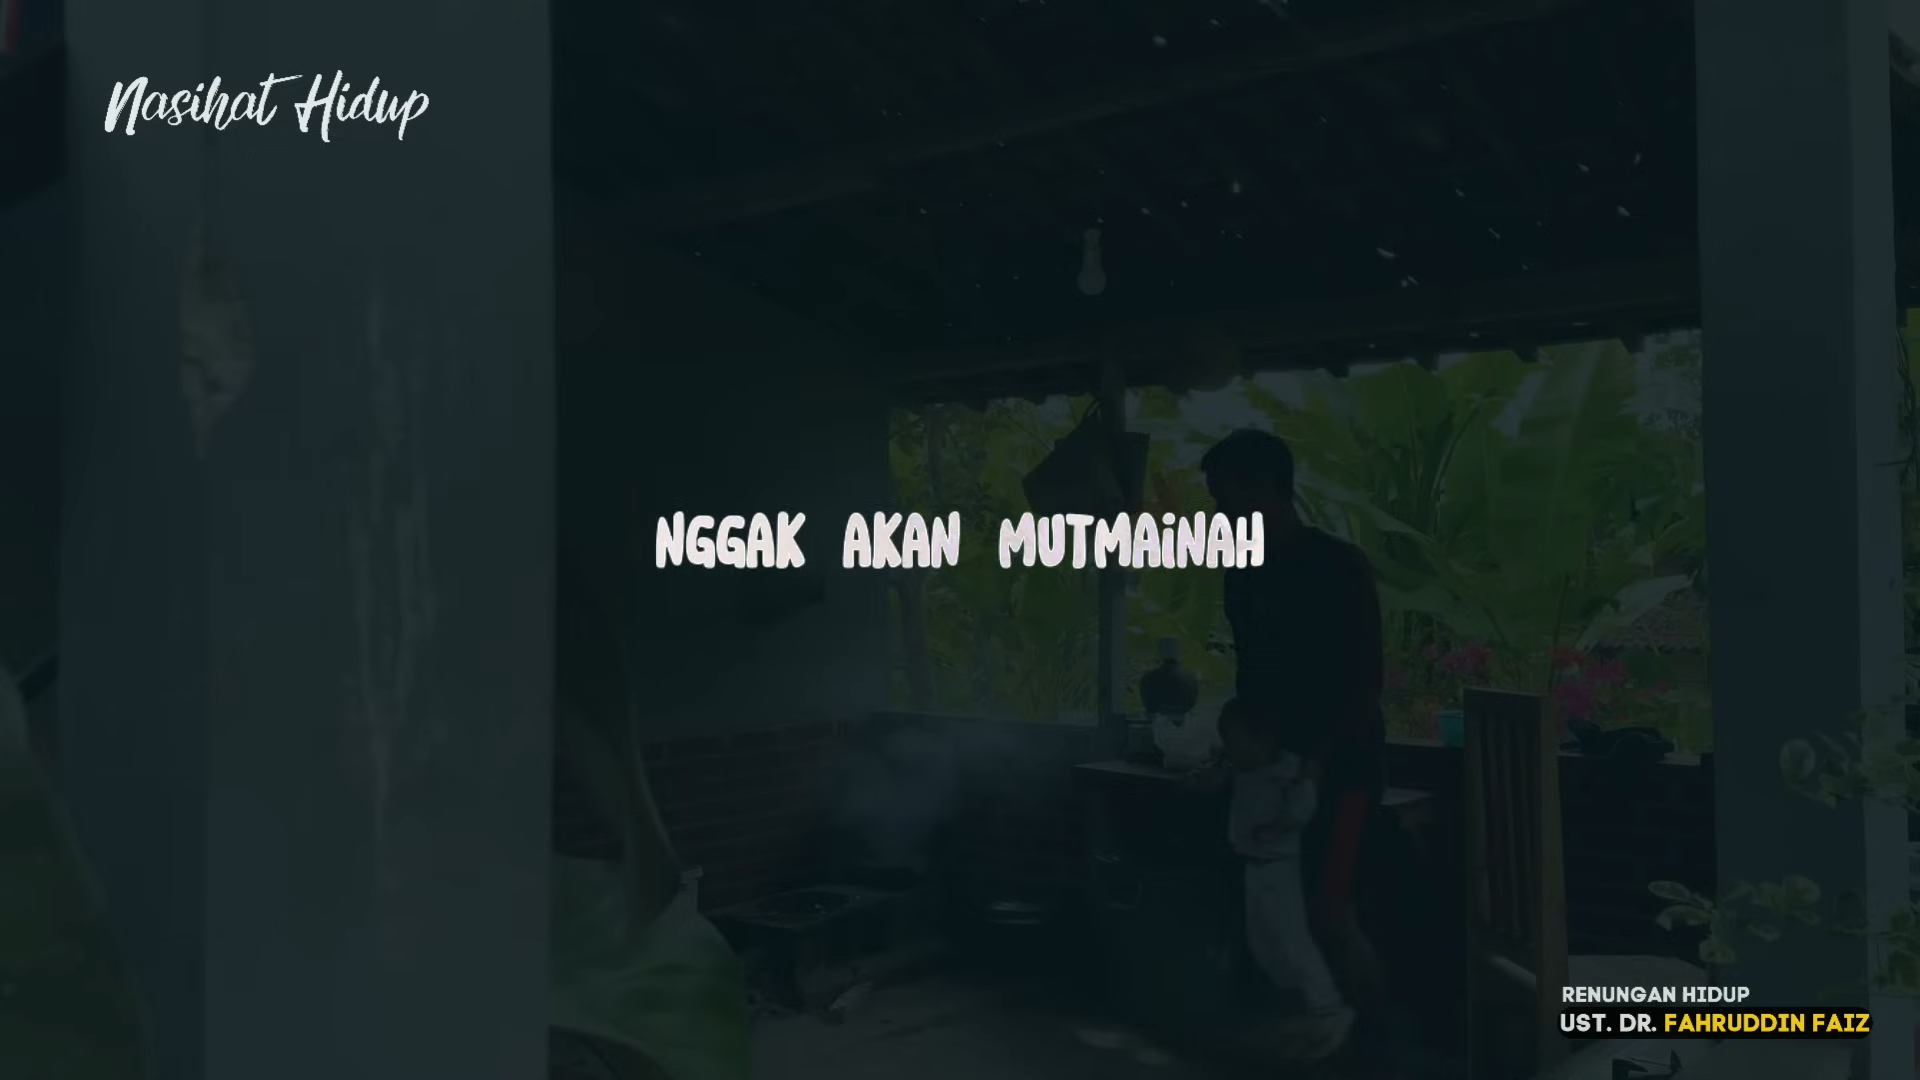 Nasihat Hidup
NGGAK AKAN MUTMAiNAH
RENUNGAN HIDUP
UST. DR. FAHRUDDIN FAIZ